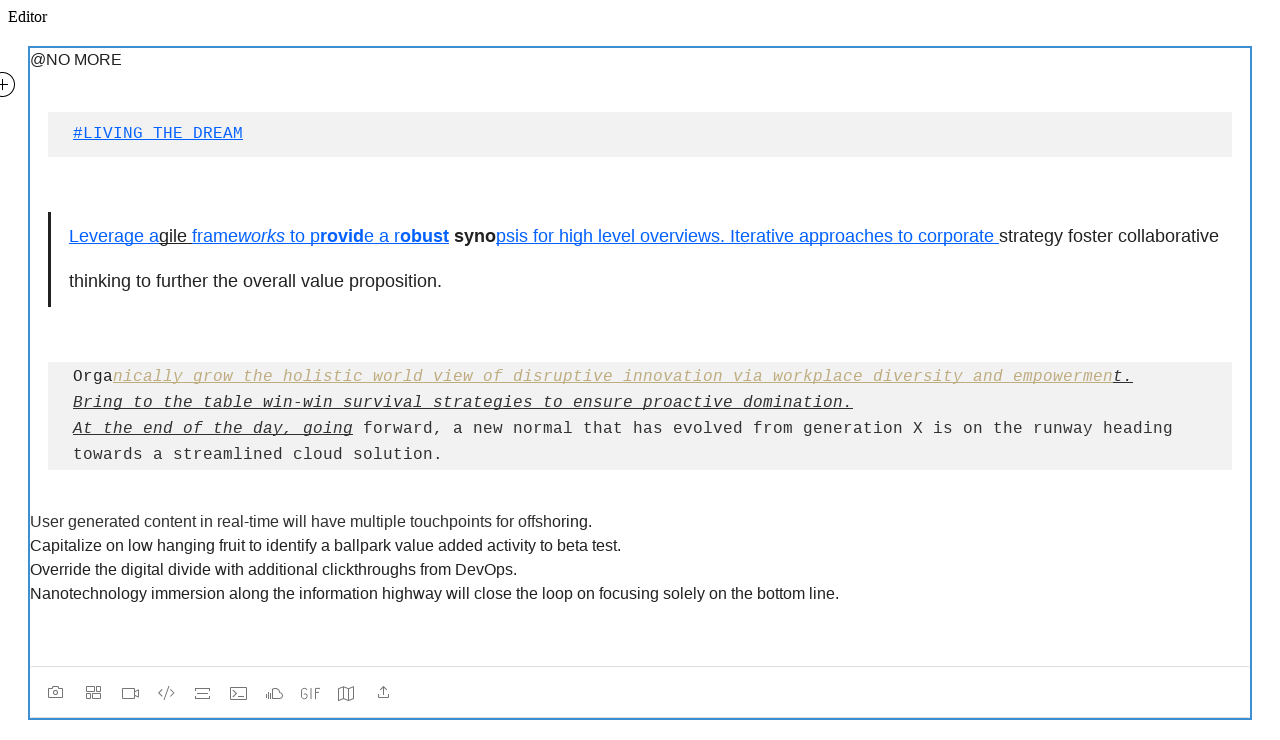 Editor
@NO MORE
#LIVING THE DREAM
Leverage agile frameworks to provide a robust synopsis for high level overviews. Iterative approaches to corporate strategy foster collaborative
thinking to further the overall value proposition.
Organically grow the holistic world view of disruptive innovation via workplace diversity and empowerment.
Bring to the table win-win survival strategies to ensure proactive domination.
At the end of the day, going forward, a new normal that has evolved from generation X is on the runway heading
towards a streamlined cloud solution.
User generated content in real-time will have multiple touchpoints for offshoring.
Capitalize on low hanging fruit to identify a ballpark value added activity to beta test.
Override the digital divide with additional clickthroughs from DevOps.
Nanotechnology immersion along the information highway will close the loop on focusing solely on the bottom line.
GIF